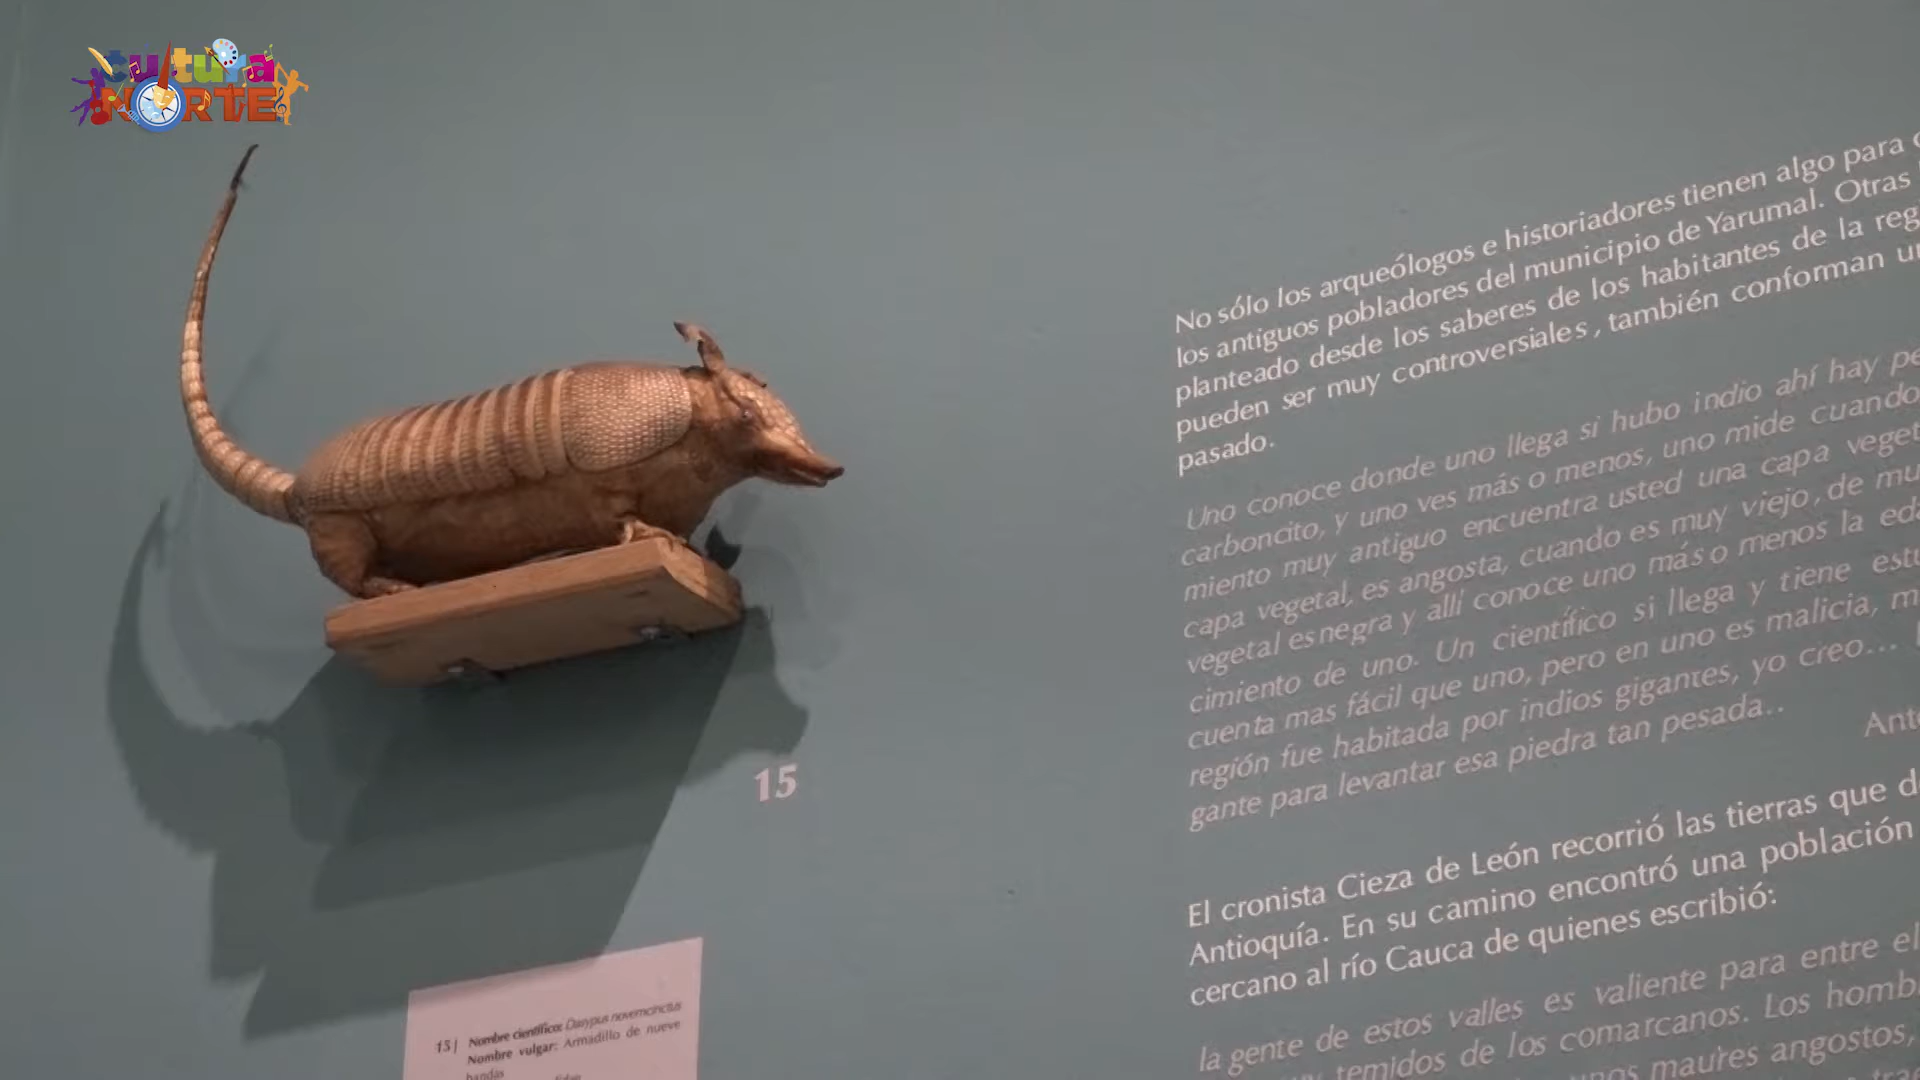 cultura
NORTE
No sólo los arqueólogos e historiadores tienen algo para
los antiguos pobladores del municipio de Yarumal. Otras
planteado desde los saberes de los habitantes de la reg
pueden ser muy controversiales, también conforman u
pasado.
Uno conoce donde uno llega si hubo indio ahí hay pe
carboncito, y uno ves más o menos, uno mide cuando
miento muy antiguo encuentra usted una capa veget
capa vegetal, es angosta, cuando es muy viejo, de mu
vegetal es negra y allí conoce uno más o menos la eda
cimiento de uno. Un científico si llega y tiene estu
cuenta mas fácil que uno, pero en uno es malicia, m
región fue habitada por indios gigantes, yo creo...
gante para levantar esa piedra tan pesada..
Anto
El cronista Cieza de León recorrió las tierras que d
Antioquía. En su camino encontró una población
cercano al río Cauca de quienes escribió:
la gente de estos valles es valiente para entre el
temidos de los comarcanos. Los homb
unos maures angostos,
15
15| Nombre científico: Dasypus novemcinctus
Nombre vulgar: Armadillo de nueve
bandas